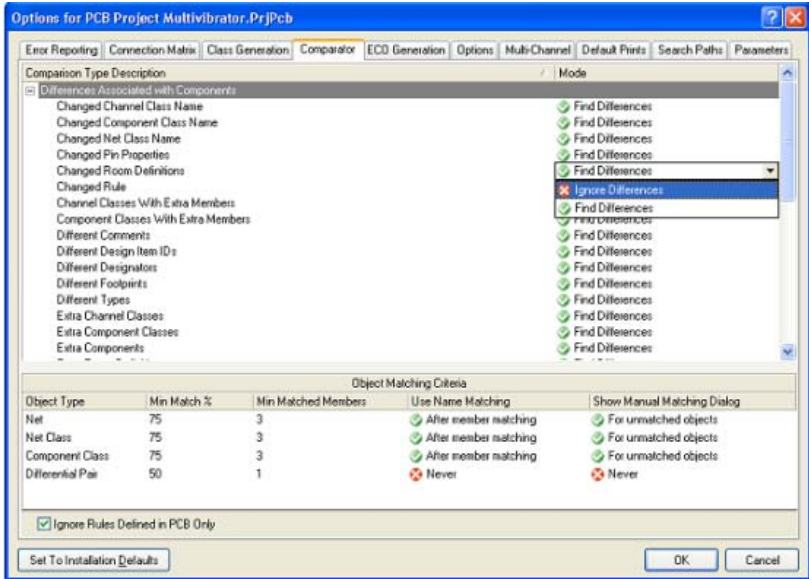 Options for PCB Project Multivibrator.PrjPcb
Error Reporting Connection Matrix Class Generation Comparator ECO Generation Options Multi-Channel Default Prints Search Paths Parameters
Comparison Type Description / Mode
Differences Associated with Components
Changed Channel Class Name Find Differences
Changed Component Class Name Find Differences
Changed Net Class Name Find Differences
Changed Pin Properties Find Differences
Changed Room Definitions Find Differences
Changed Rule Ignore Differences
Channel Classes With Extra Members Find Differences
Component Classes With Extra Members Find Differences
Different Comments Find Differences
Different Design Item IDs Find Differences
Different Designators Find Differences
Different Footprints Find Differences
Different Types Find Differences
Extra Channel Classes Find Differences
Extra Component Classes Find Differences
Extra Components Find Differences
Object Matching Criteria
Object Type Min Match % Min Matched Members Use Name Matching Show Manual Matching Dialog
Net 75 3 After member matching For unmatched objects
Net Class 75 3 After member matching For unmatched objects
Component Class 75 3 After member matching For unmatched objects
Differential Pair 50 1 Never Never
Ignore Rules Defined in PCB Only
Set To Installation Defaults OK Cancel